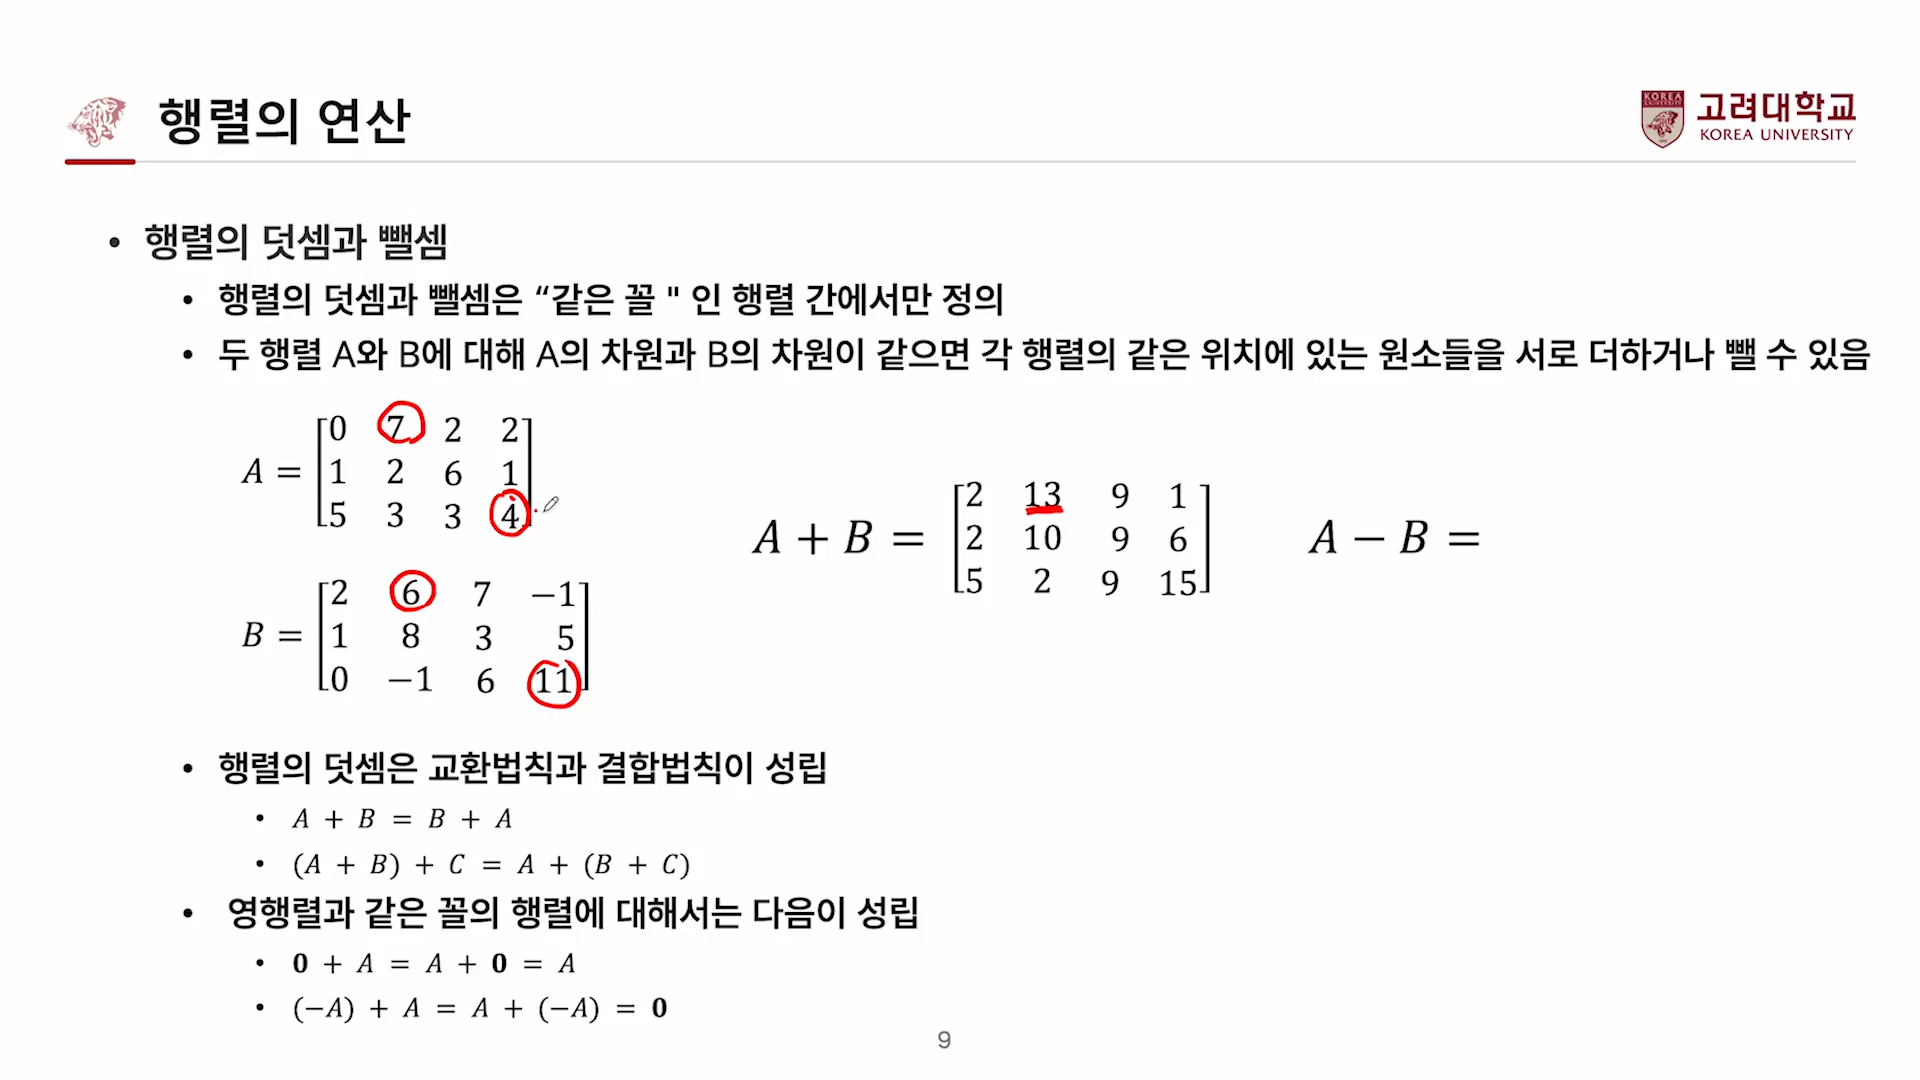 행렬의 연산
KOREA
고려대학교
KOREA UNIVERSITY
• 행렬의 덧셈과 뺄셈
• 행렬의 덧셈과 뺄셈은 “같은 꼴 " 인 행렬 간에서만 정의
• 두 행렬 A와 B에 대해 A의 차원과 B의 차원이 같으면 각 행렬의 같은 위치에 있는 원소들을 서로 더하거나 뺄 수 있음
0 7 2 2
A = 1 2 6 1
5 3 3 4
2 6 7 −1
B = 1 8 3 5
0 −1 6 11
2 13 9 1
A + B = 2 10 9 6
5 2 9 15
A − B =
• 행렬의 덧셈은 교환법칙과 결합법칙이 성립
• A + B = B + A
• (A + B) + C = A + (B + C)
• 영행렬과 같은 꼴의 행렬에 대해서는 다음이 성립
• 0 + A = A + 0 = A
• (−A) + A = A + (−A) = 0
9